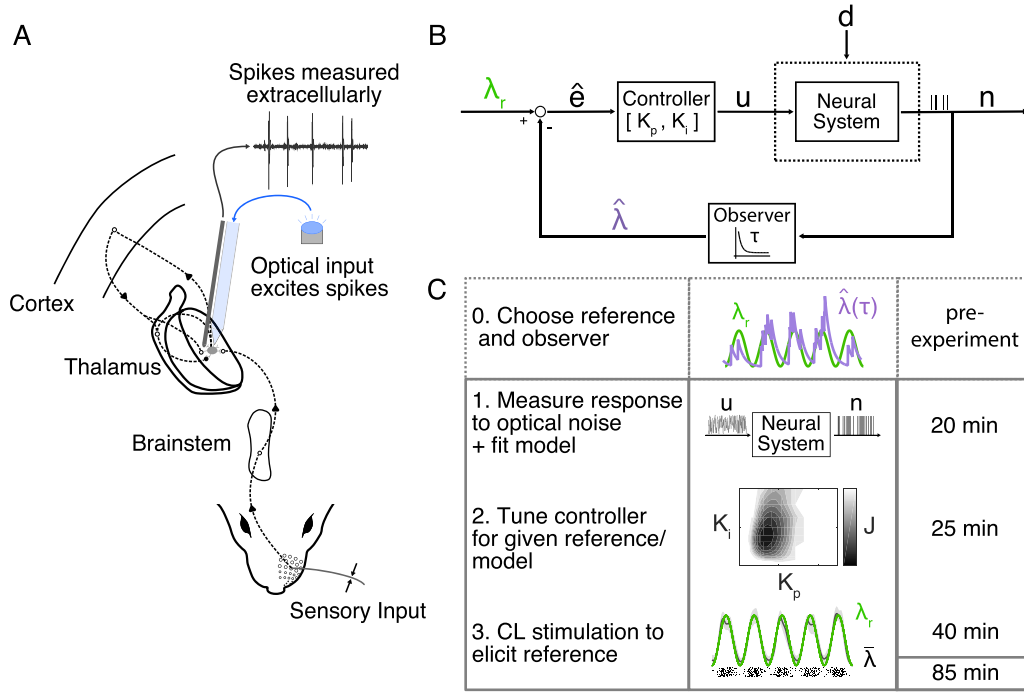 A
Spikes measured
extracellularly
Optical input
excites spikes
Cortex
Thalamus
Brainstem
Sensory Input
B
d
λr
+
-
ê
Controller
[ Kp , Ki ]
u
Neural
System
n
λ̂
Observer
τ
C
0. Choose reference
and observer
λr
λ̂(τ)
pre-
experiment
1. Measure response
to optical noise
+ fit model
u
Neural
System
n
20 min
2. Tune controller
for given reference/
model
Ki
Kp
J
25 min
3. CL stimulation to
elicit reference
λr
λ̄
40 min
85 min